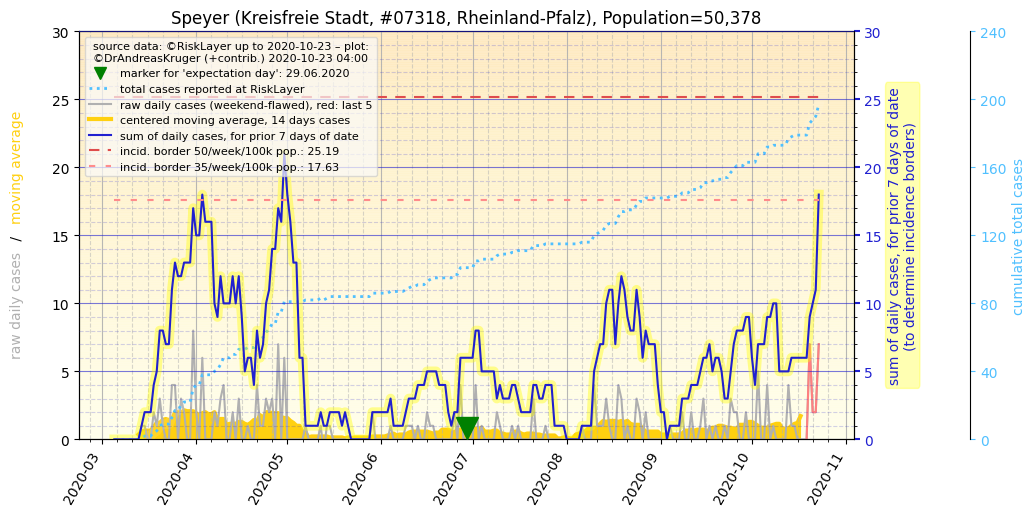 Speyer (Kreisfreie Stadt, #07318, Rheinland-Pfalz), Population=50,378
source data: ©RiskLayer up to 2020-10-23 – plot:
©DrAndreasKruger (+contrib.) 2020-10-23 04:00
marker for 'expectation day': 29.06.2020
total cases reported at RiskLayer
raw daily cases (weekend-flawed), red: last 5
centered moving average, 14 days cases
sum of daily cases, for prior 7 days of date
incid. border 50/week/100k pop.: 25.19
incid. border 35/week/100k pop.: 17.63
raw daily cases / moving average
30
25
20
15
10
5
0
2020-03
2020-04
2020-05
2020-06
2020-07
2020-08
2020-09
2020-10
2020-11
30
25
20
15
10
5
0
sum of daily cases, for prior 7 days of date
(to determine incidence borders)
240
200
160
120
80
40
0
cumulative total cases